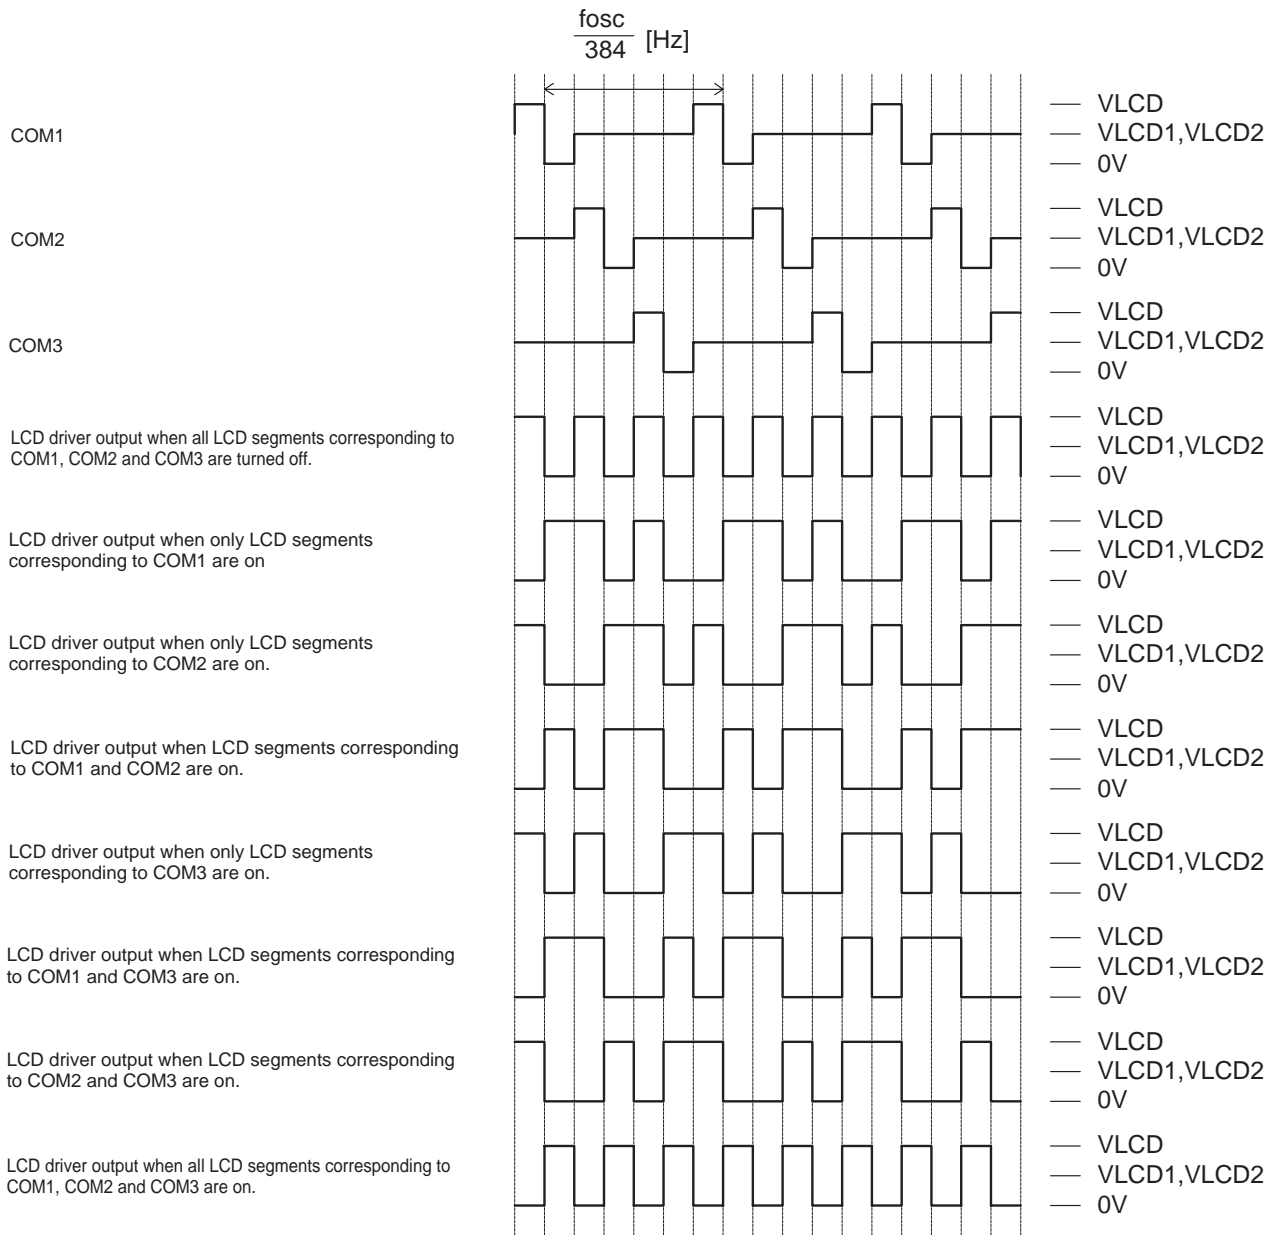 fosc
384 [Hz]
COM1
VLCD
VLCD1,VLCD2
0V
COM2
VLCD
VLCD1,VLCD2
0V
COM3
VLCD
VLCD1,VLCD2
0V
LCD driver output when all LCD segments corresponding to
COM1, COM2 and COM3 are turned off.
VLCD
VLCD1,VLCD2
0V
LCD driver output when only LCD segments
corresponding to COM1 are on
VLCD
VLCD1,VLCD2
0V
LCD driver output when only LCD segments
corresponding to COM2 are on.
VLCD
VLCD1,VLCD2
0V
LCD driver output when LCD segments corresponding
to COM1 and COM2 are on.
VLCD
VLCD1,VLCD2
0V
LCD driver output when only LCD segments
corresponding to COM3 are on.
VLCD
VLCD1,VLCD2
0V
LCD driver output when LCD segments corresponding
to COM1 and COM3 are on.
VLCD
VLCD1,VLCD2
0V
LCD driver output when LCD segments corresponding
to COM2 and COM3 are on.
VLCD
VLCD1,VLCD2
0V
LCD driver output when all LCD segments corresponding to
COM1, COM2 and COM3 are on.
VLCD
VLCD1,VLCD2
0V